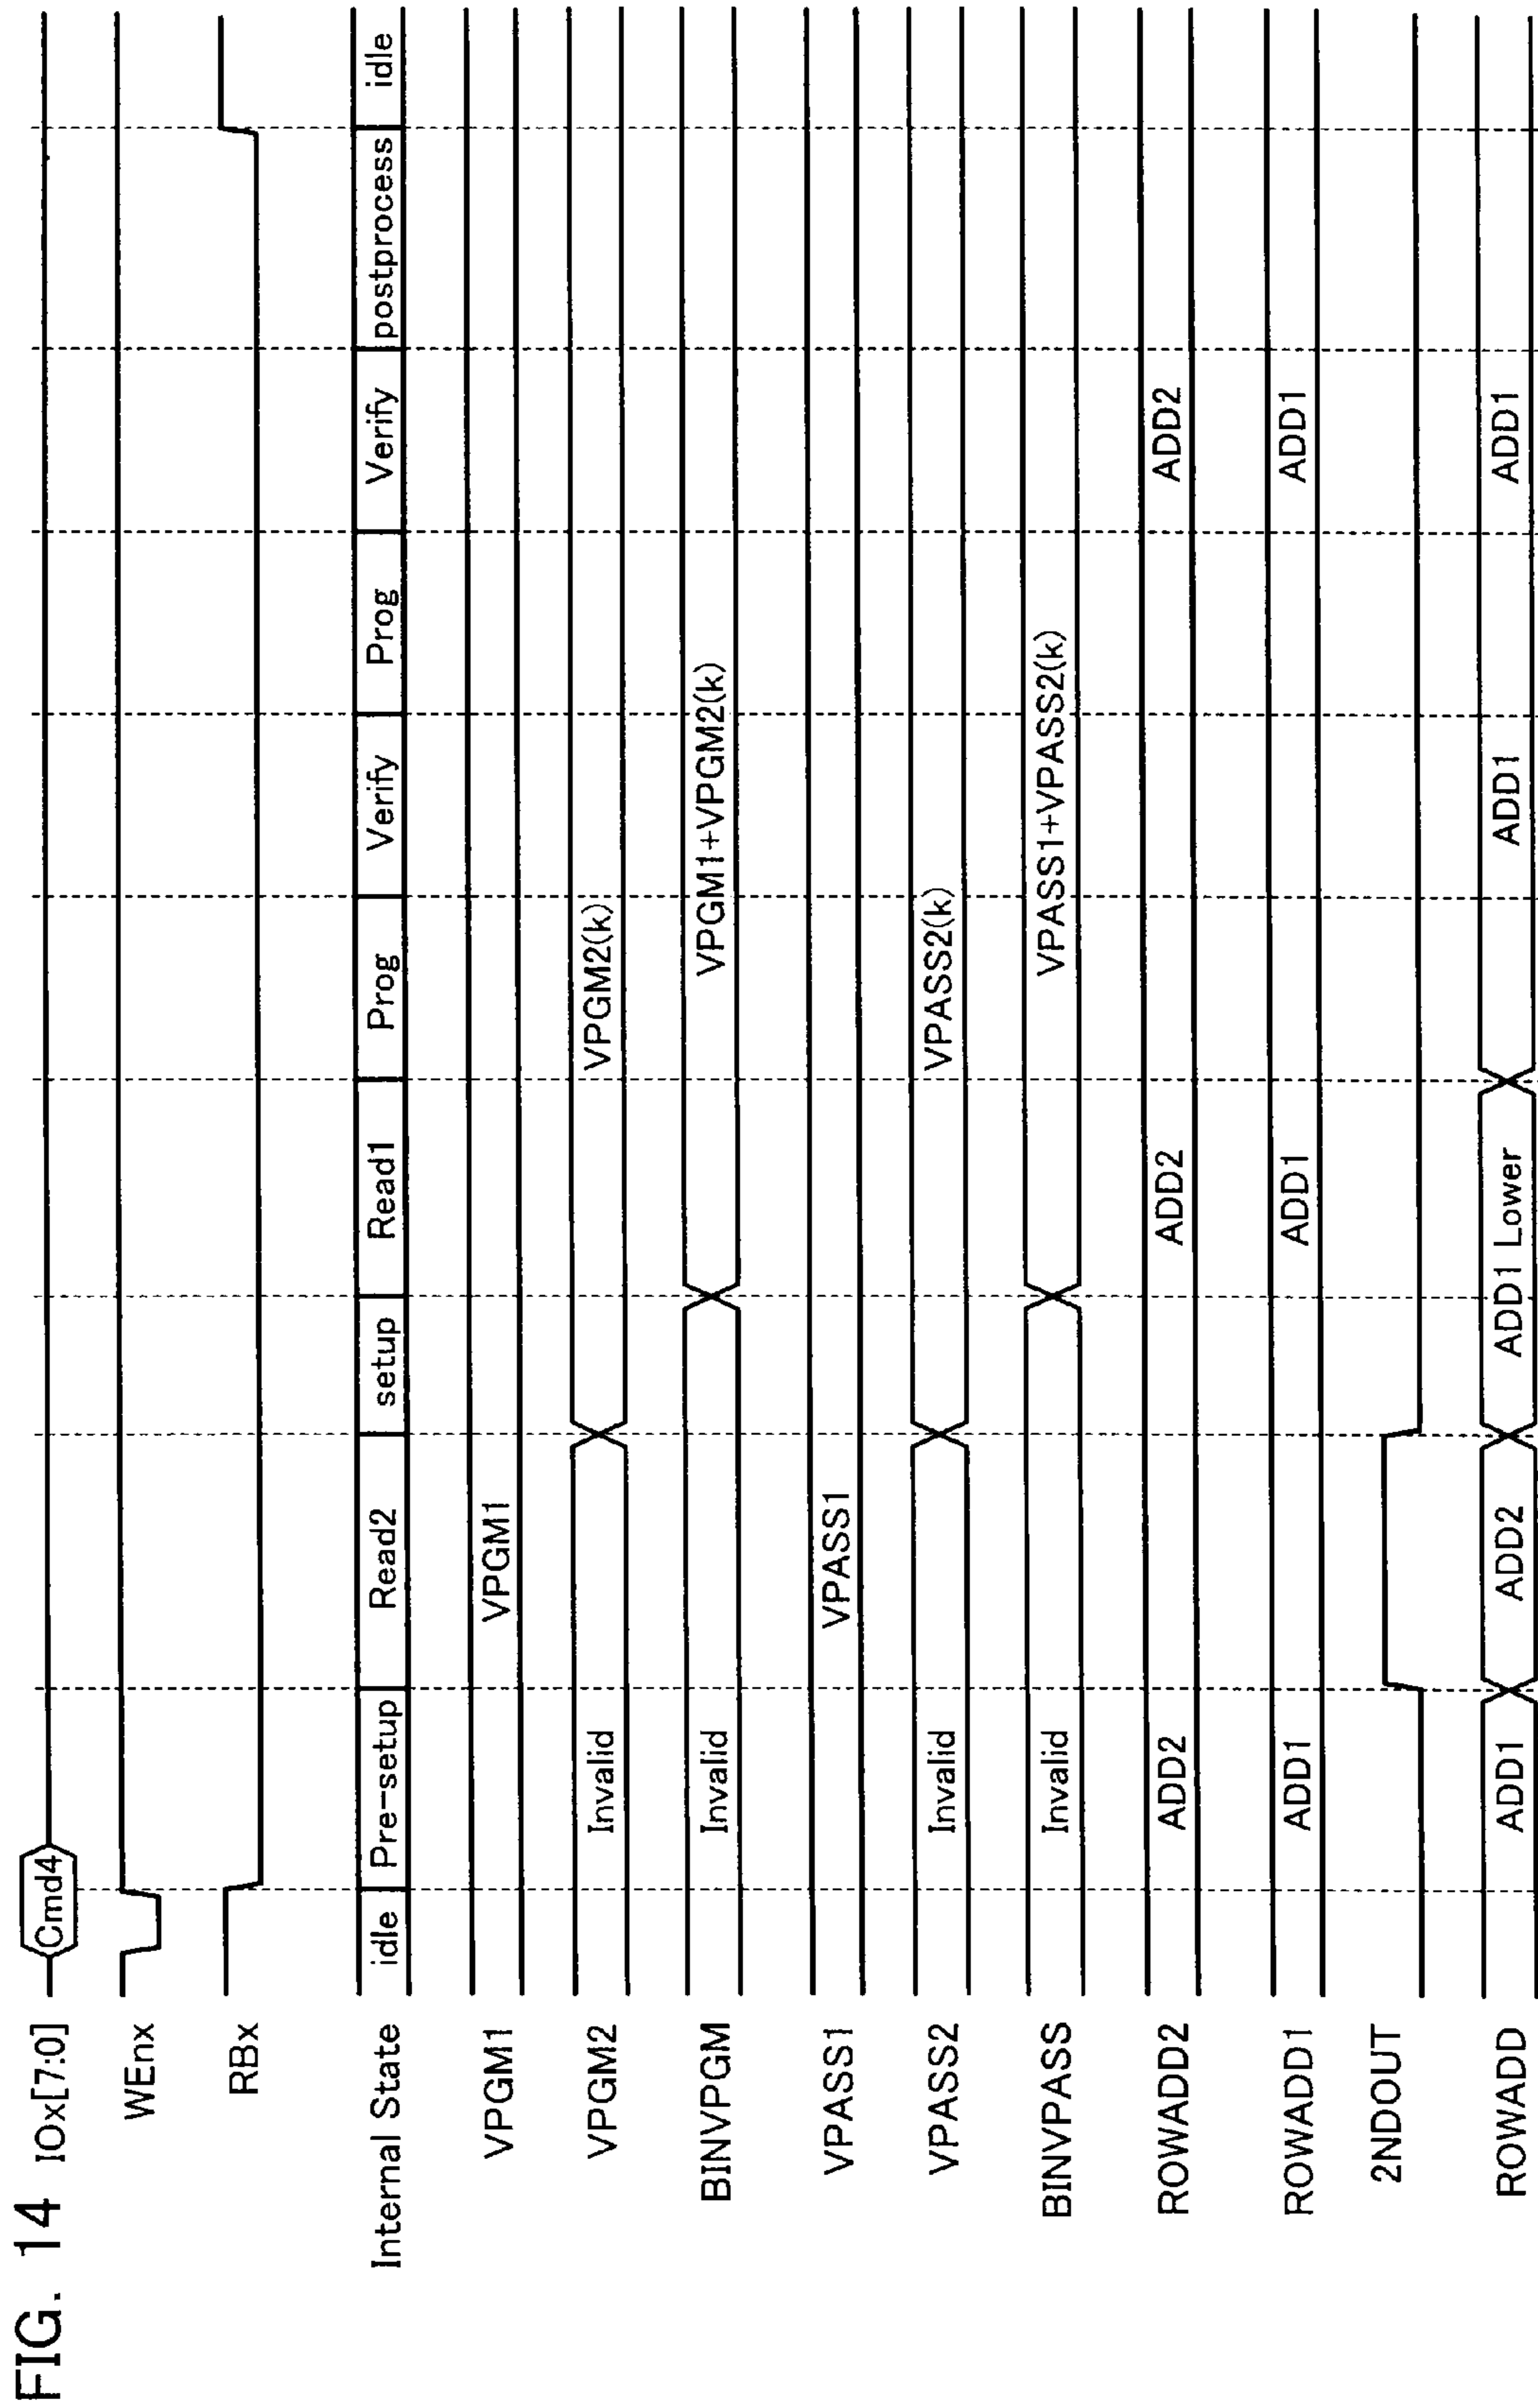 FIG. 14
IOx[7:0] Cmd4
WEnx
RBx
Internal State idle Pre-setup Read2 setup Read1 Prog Verify Prog Verify postprocess idle
VPGM1 VPGM1
VPGM2 Invalid VPGM2(k)
BINVPGM Invalid VPGM1+VPGM2(k)
VPASS1 VPASS1
VPASS2 Invalid VPASS2(k)
BINVPASS Invalid VPASS1+VPASS2(k)
ROWADD2 ADD2 ADD2 ADD2
ROWADD1 ADD1 ADD1 ADD1
2NDOUT
ROWADD ADD1 ADD2 ADD1 Lower ADD1 ADD1